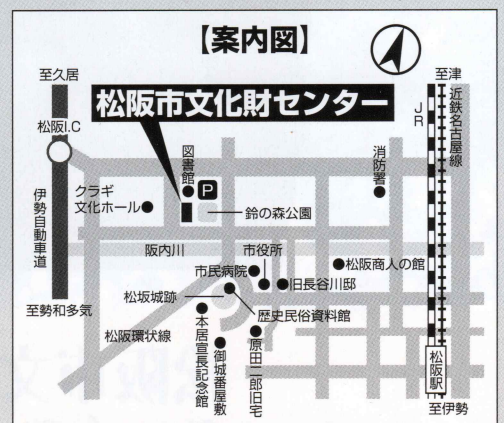 【案内図】
至久居
至津
松阪市文化財センター
JR
近鉄名古屋線
松阪I.C
図書館
P
消防署
クラギ
文化ホール
鈴の森公園
伊勢自動車道
阪内川
市役所
松阪商人の館
市民病院
旧長谷川邸
松坂城跡
歴史民俗資料館
至勢和多気
松阪環状線
本居宣長記念館
御城番屋敷
原田二郎旧宅
松阪駅
至伊勢